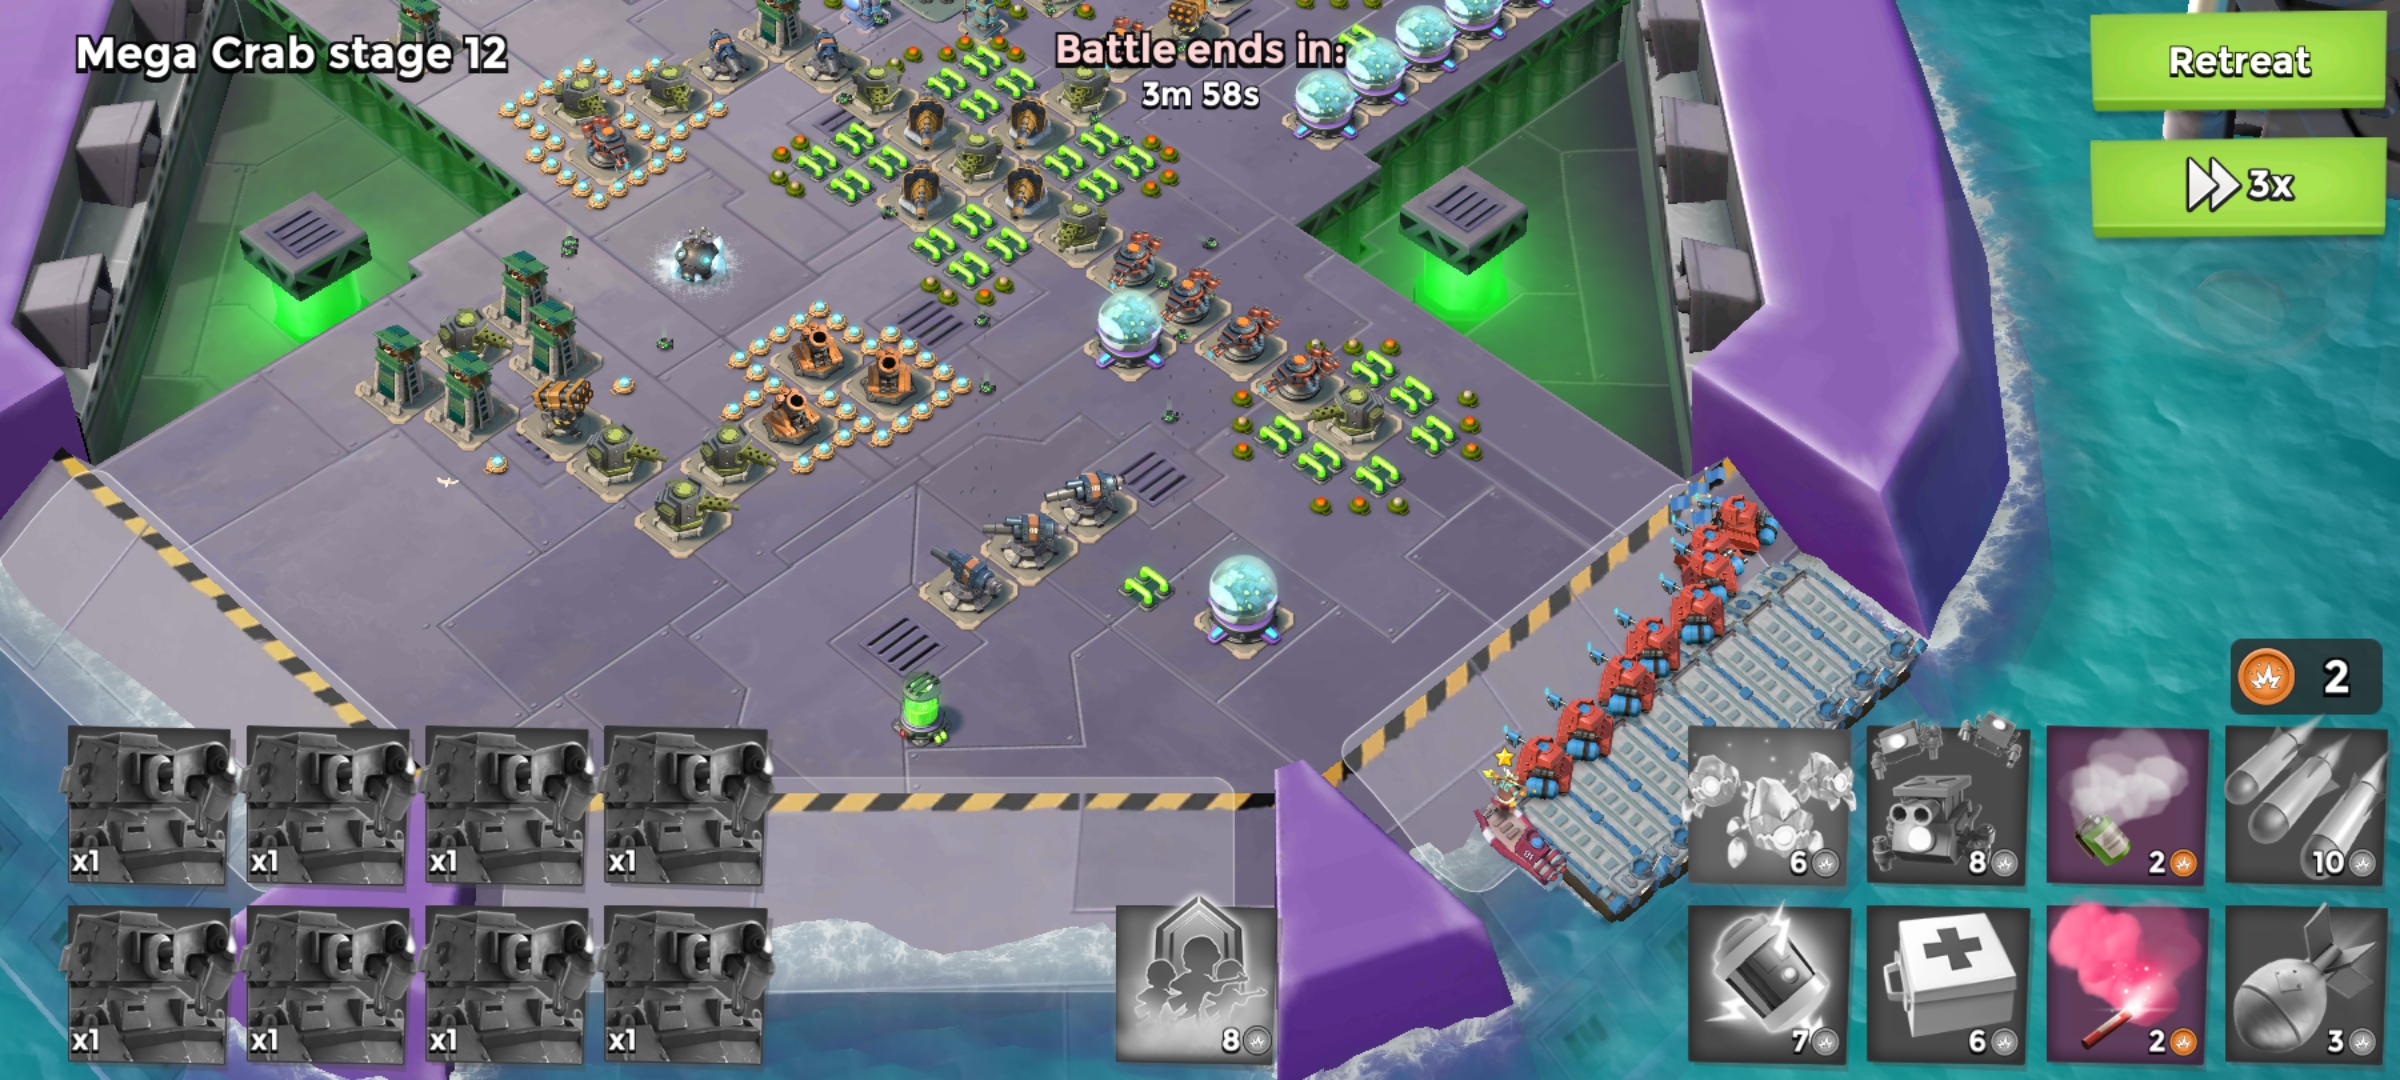 Mega Crab stage 12
Battle ends in:
3m 58s
Retreat
3x
2
6
8
2
10
x1
x1
x1
x1
7
6
2
3
x1
x1
x1
x1
8